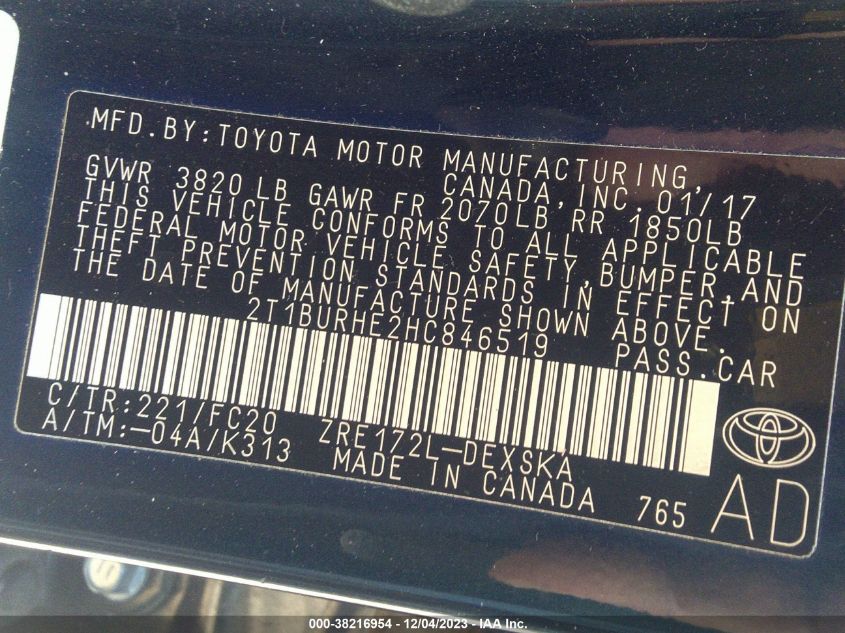 MFD.BY:TOYOTA MOTOR MANUFACTURING,
CANADA,INC. 01/17
GVWR 3820LB GAWR FR 2070LB RR 1850LB
THIS VEHICLE CONFORMS TO ALL APPLICABLE
FEDERAL MOTOR VEHICLE SAFETY,BUMPER,AND
THEFT PREVENTION STANDARDS IN EFFECT ON
THE DATE OF MANUFACTURE SHOWN ABOVE.
2T1BURHE2HC846519 PASS.CAR
C/TR:221/FC20 ZRE172L-DEXSKA
A/TM:-04A/K313 MADE IN CANADA 765 AD
000-38216954 - 12/04/2023 - IAA Inc.